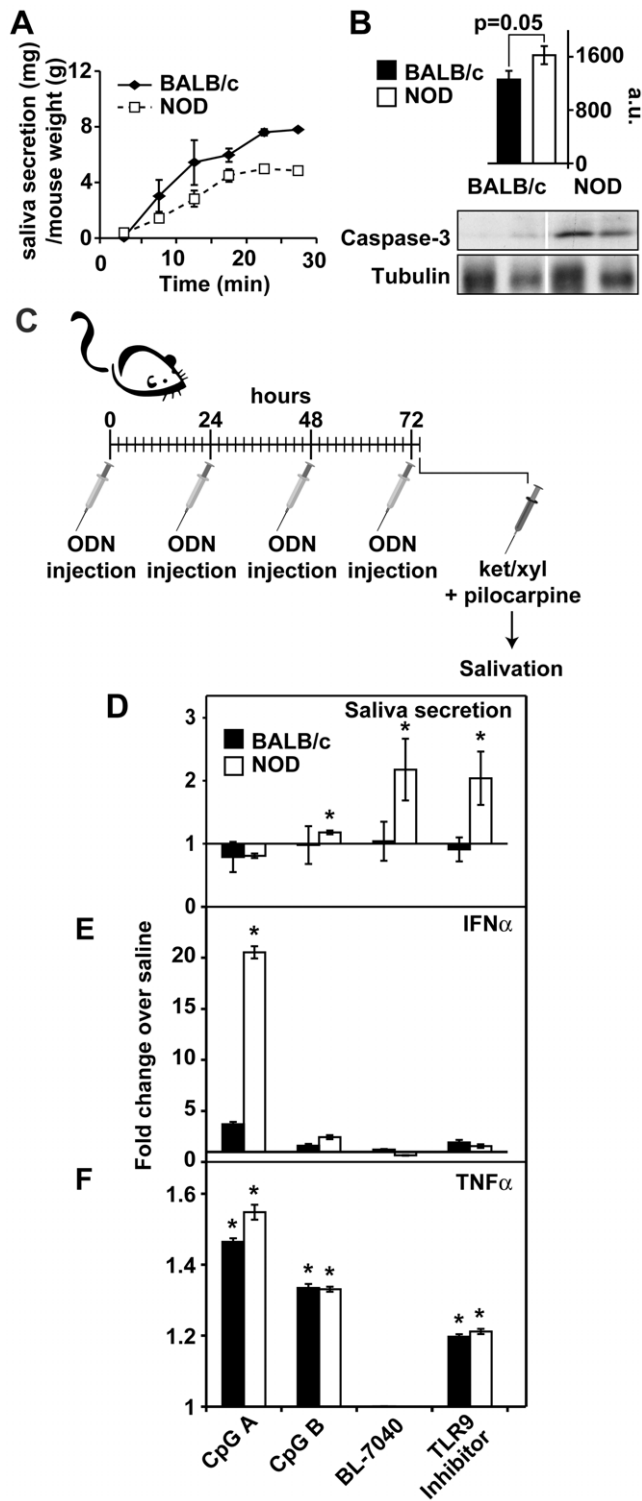 A
saliva secretion (mg)
/mouse weight (g)
12
8
4
0
BALB/c
NOD
0 10 20 30
Time (min)
B
p=0.05
BALB/c
NOD
1600
800
0
a.u.
BALB/c NOD
Caspase-3
Tubulin
C
hours
0 24 48 72
ODN injection
ODN injection
ODN injection
ODN injection
ket/xyl
+ pilocarpine
Salivation
D
Saliva secretion
BALB/c
NOD
3
2
1
0
* * *
Fold change over saline
E
IFNα
20
15
10
5
0
*
F
TNFα
1.6
1.4
1.2
1
* * * * * *
CpG A
CpG B
BL-7040
TLR9
Inhibitor